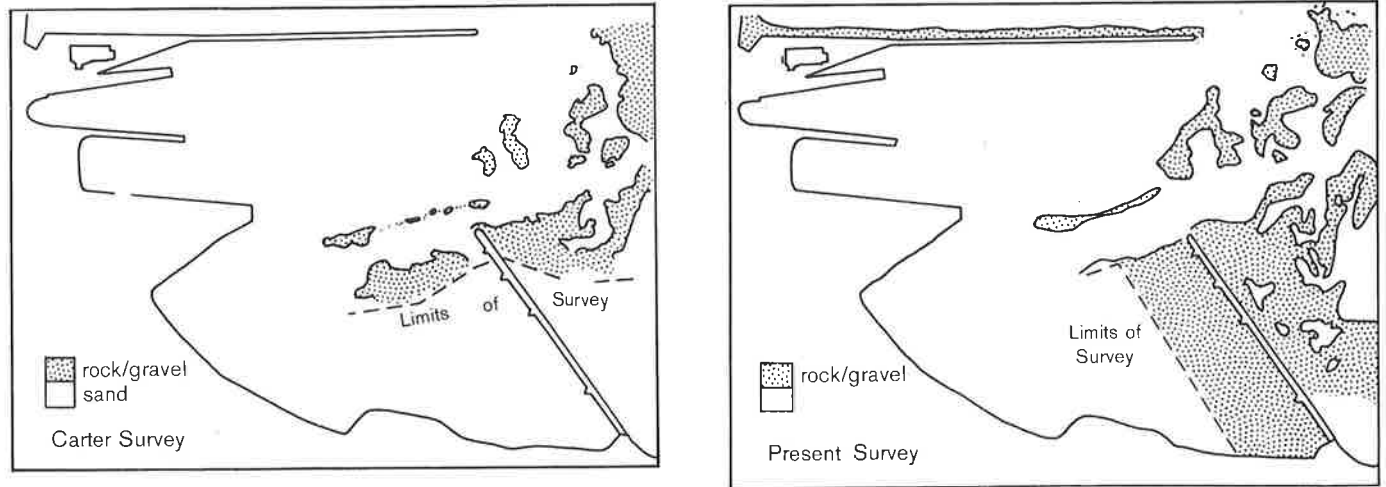 Limits of Survey
rock/gravel
sand
Carter Survey
Limits of
Survey
rock/gravel
Present Survey